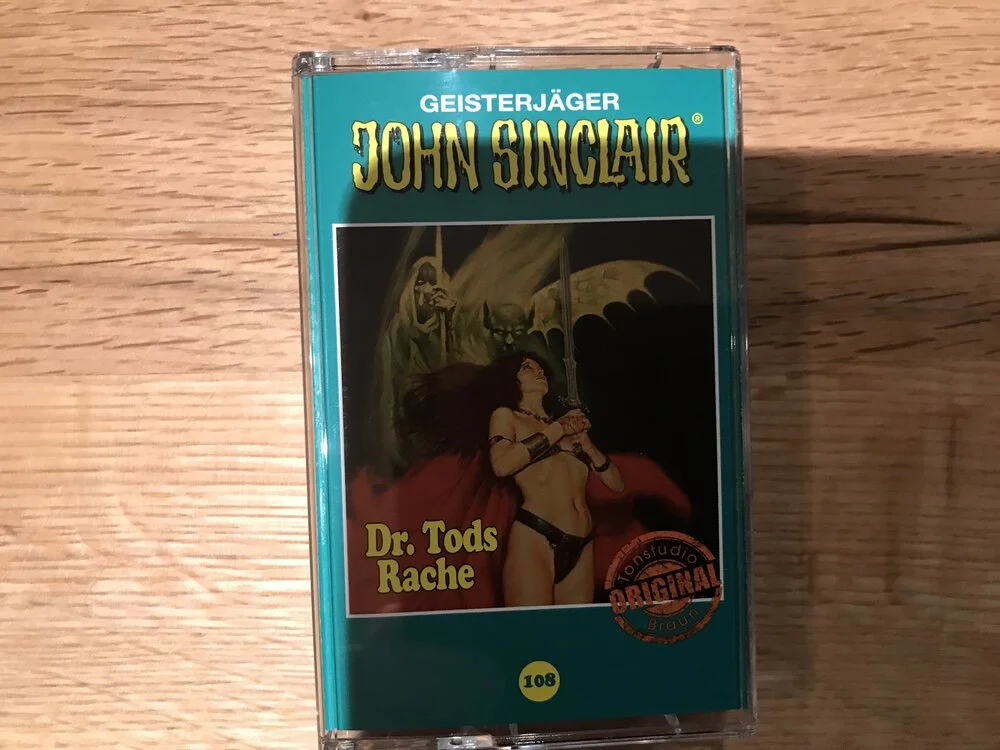 GEISTERJÄGER
JOHN SINCLAIR®
Dr. Tods
Rache
Tonstudio
ORIGINAL
Braun
108